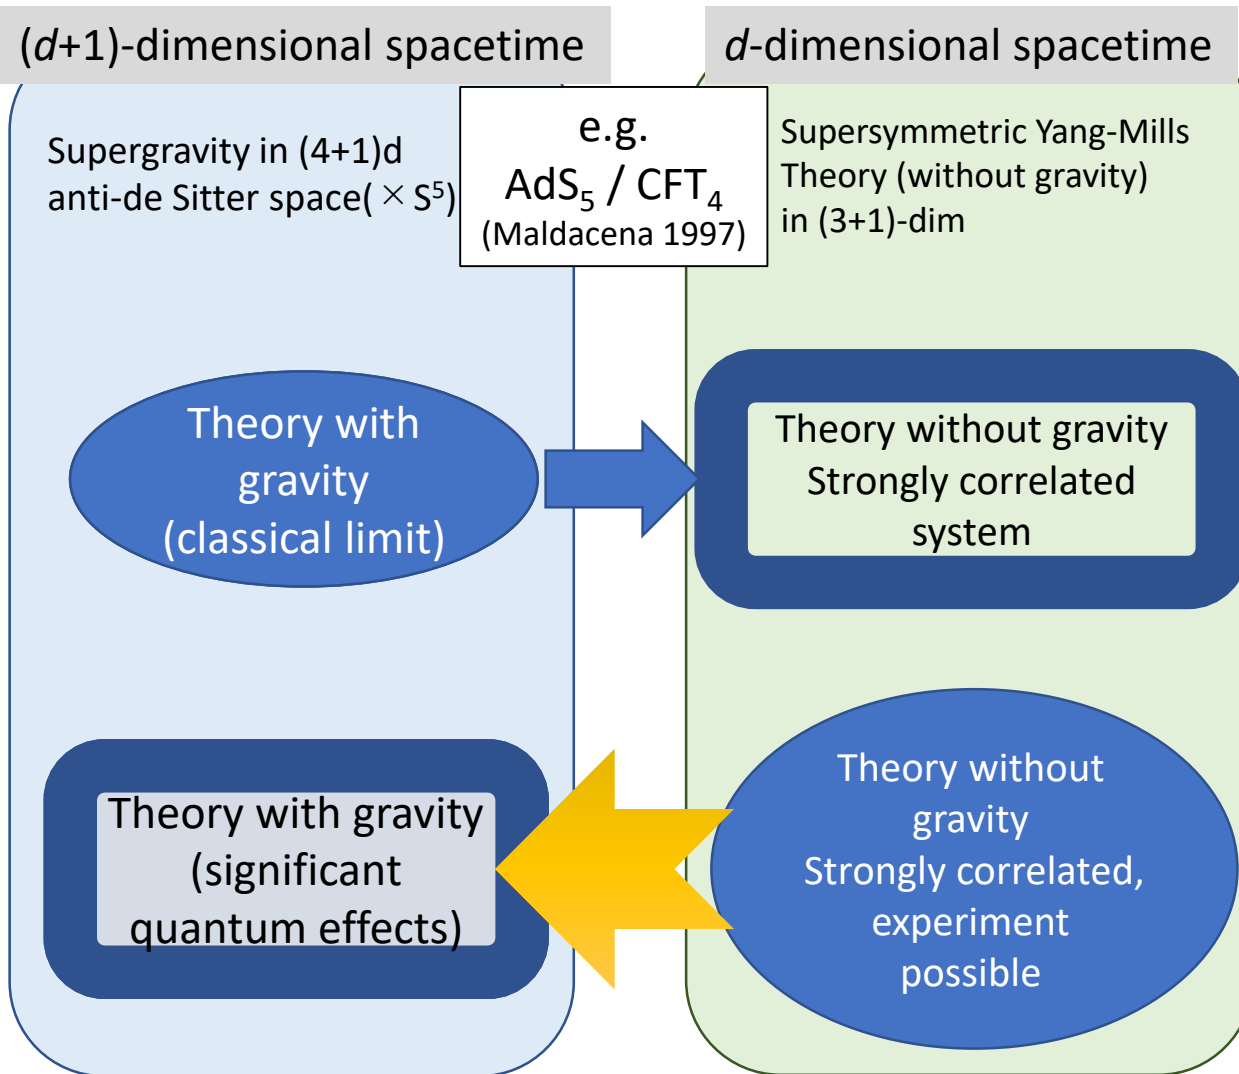 (d+1)-dimensional spacetime
d-dimensional spacetime
Supergravity in (4+1)d
anti-de Sitter space( × S⁵)
e.g.
AdS₅ / CFT₄
(Maldacena 1997)
Supersymmetric Yang-Mills
Theory (without gravity)
in (3+1)-dim
Theory with
gravity
(classical limit)
Theory without gravity
Strongly correlated
system
Theory with gravity
(significant
quantum effects)
Theory without
gravity
Strongly correlated,
experiment
possible